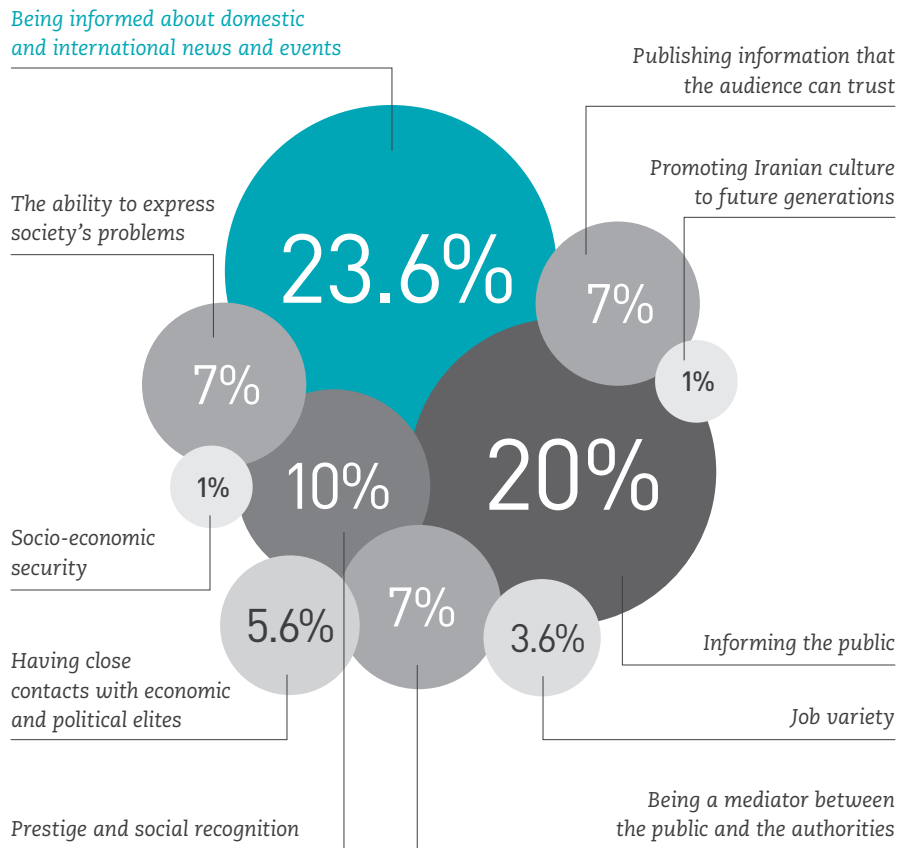 Being informed about domestic
and international news and events
Publishing information that
the audience can trust
Promoting Iranian culture
to future generations
The ability to express
society’s problems
23.6%
7%
7%
1%
20%
10%
1%
Socio-economic
security
5.6%
7%
3.6%
Informing the public
Having close
contacts with economic
and political elites
Job variety
Being a mediator between
the public and the authorities
Prestige and social recognition